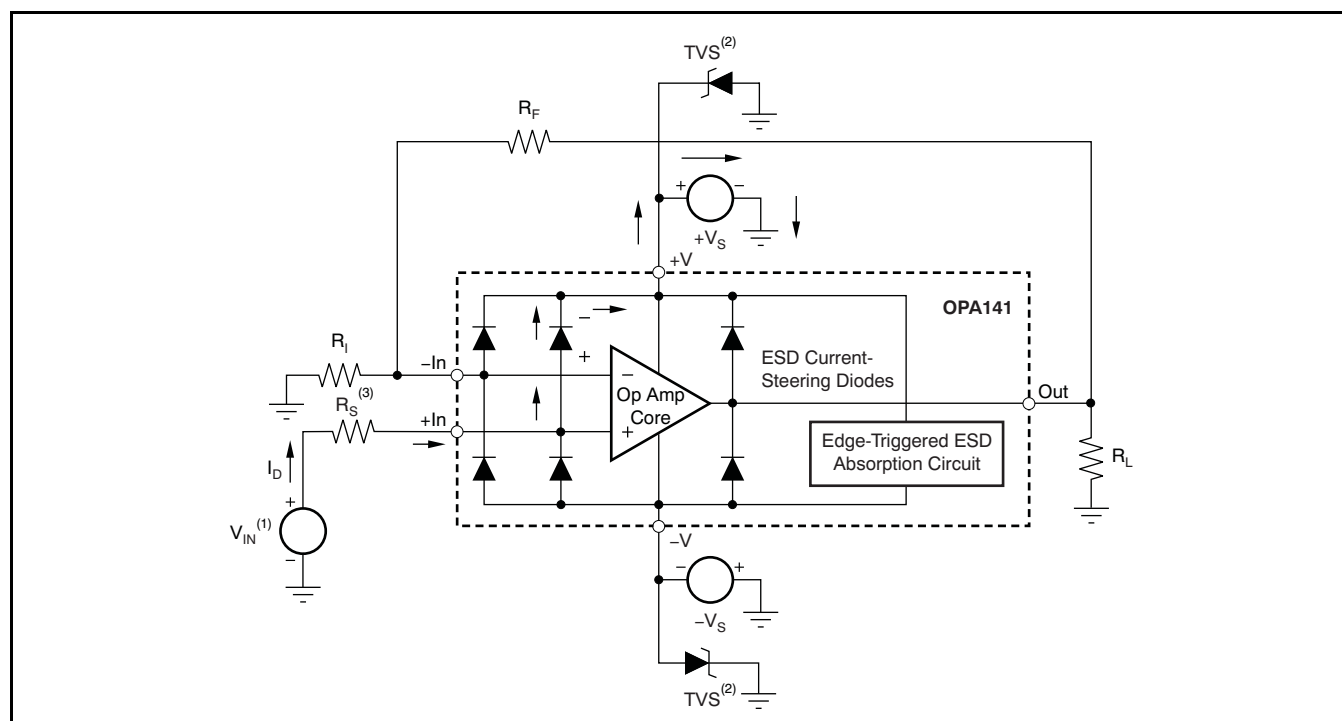 TVS(2)
RF
+ −
+VS
+V
OPA141
−
+
RI
−In
−
ESD Current-
Steering Diodes
Op Amp
Core
Out
RS(3)
+In
+
Edge-Triggered ESD
Absorption Circuit
RL
ID
+
VIN(1)
−
−V
− +
−VS
TVS(2)